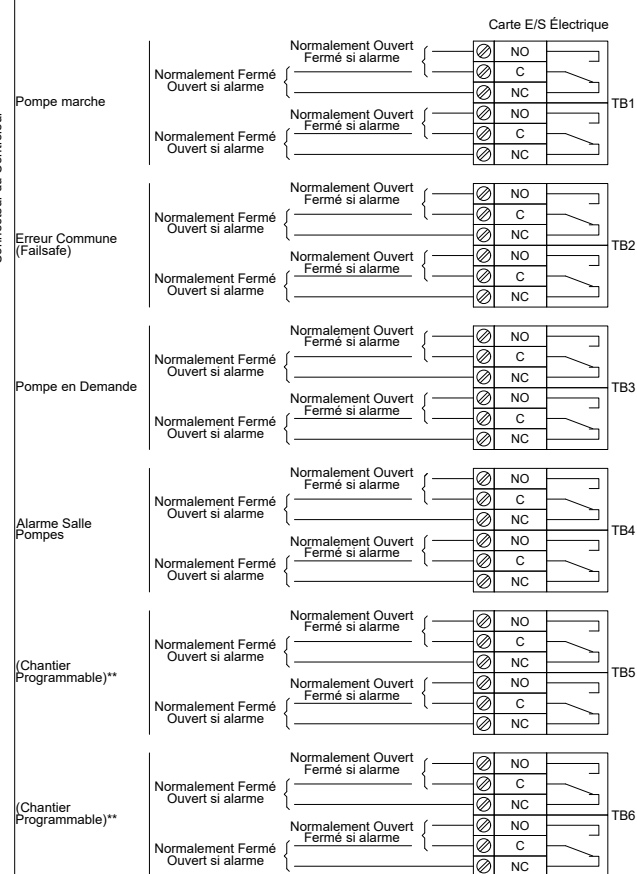 Carte E/S Électrique
Pompe marche
Normalement Ouvert
Fermé si alarme
Normalement Fermé
Ouvert si alarme
NO
C
NC
Normalement Ouvert
Fermé si alarme
Normalement Fermé
Ouvert si alarme
NO
C
NC
TB1
Erreur Commune
(Failsafe)
Normalement Ouvert
Fermé si alarme
Normalement Fermé
Ouvert si alarme
NO
C
NC
Normalement Ouvert
Fermé si alarme
Normalement Fermé
Ouvert si alarme
NO
C
NC
TB2
Pompe en Demande
Normalement Ouvert
Fermé si alarme
Normalement Fermé
Ouvert si alarme
NO
C
NC
Normalement Ouvert
Fermé si alarme
Normalement Fermé
Ouvert si alarme
NO
C
NC
TB3
Alarme Salle
Pompes
Normalement Ouvert
Fermé si alarme
Normalement Fermé
Ouvert si alarme
NO
C
NC
Normalement Ouvert
Fermé si alarme
Normalement Fermé
Ouvert si alarme
NO
C
NC
TB4
(Chantier
Programmable)**
Normalement Ouvert
Fermé si alarme
Normalement Fermé
Ouvert si alarme
NO
C
NC
Normalement Ouvert
Fermé si alarme
Normalement Fermé
Ouvert si alarme
NO
C
NC
TB5
(Chantier
Programmable)**
Normalement Ouvert
Fermé si alarme
Normalement Fermé
Ouvert si alarme
NO
C
NC
Normalement Ouvert
Fermé si alarme
Normalement Fermé
Ouvert si alarme
NO
C
NC
TB6